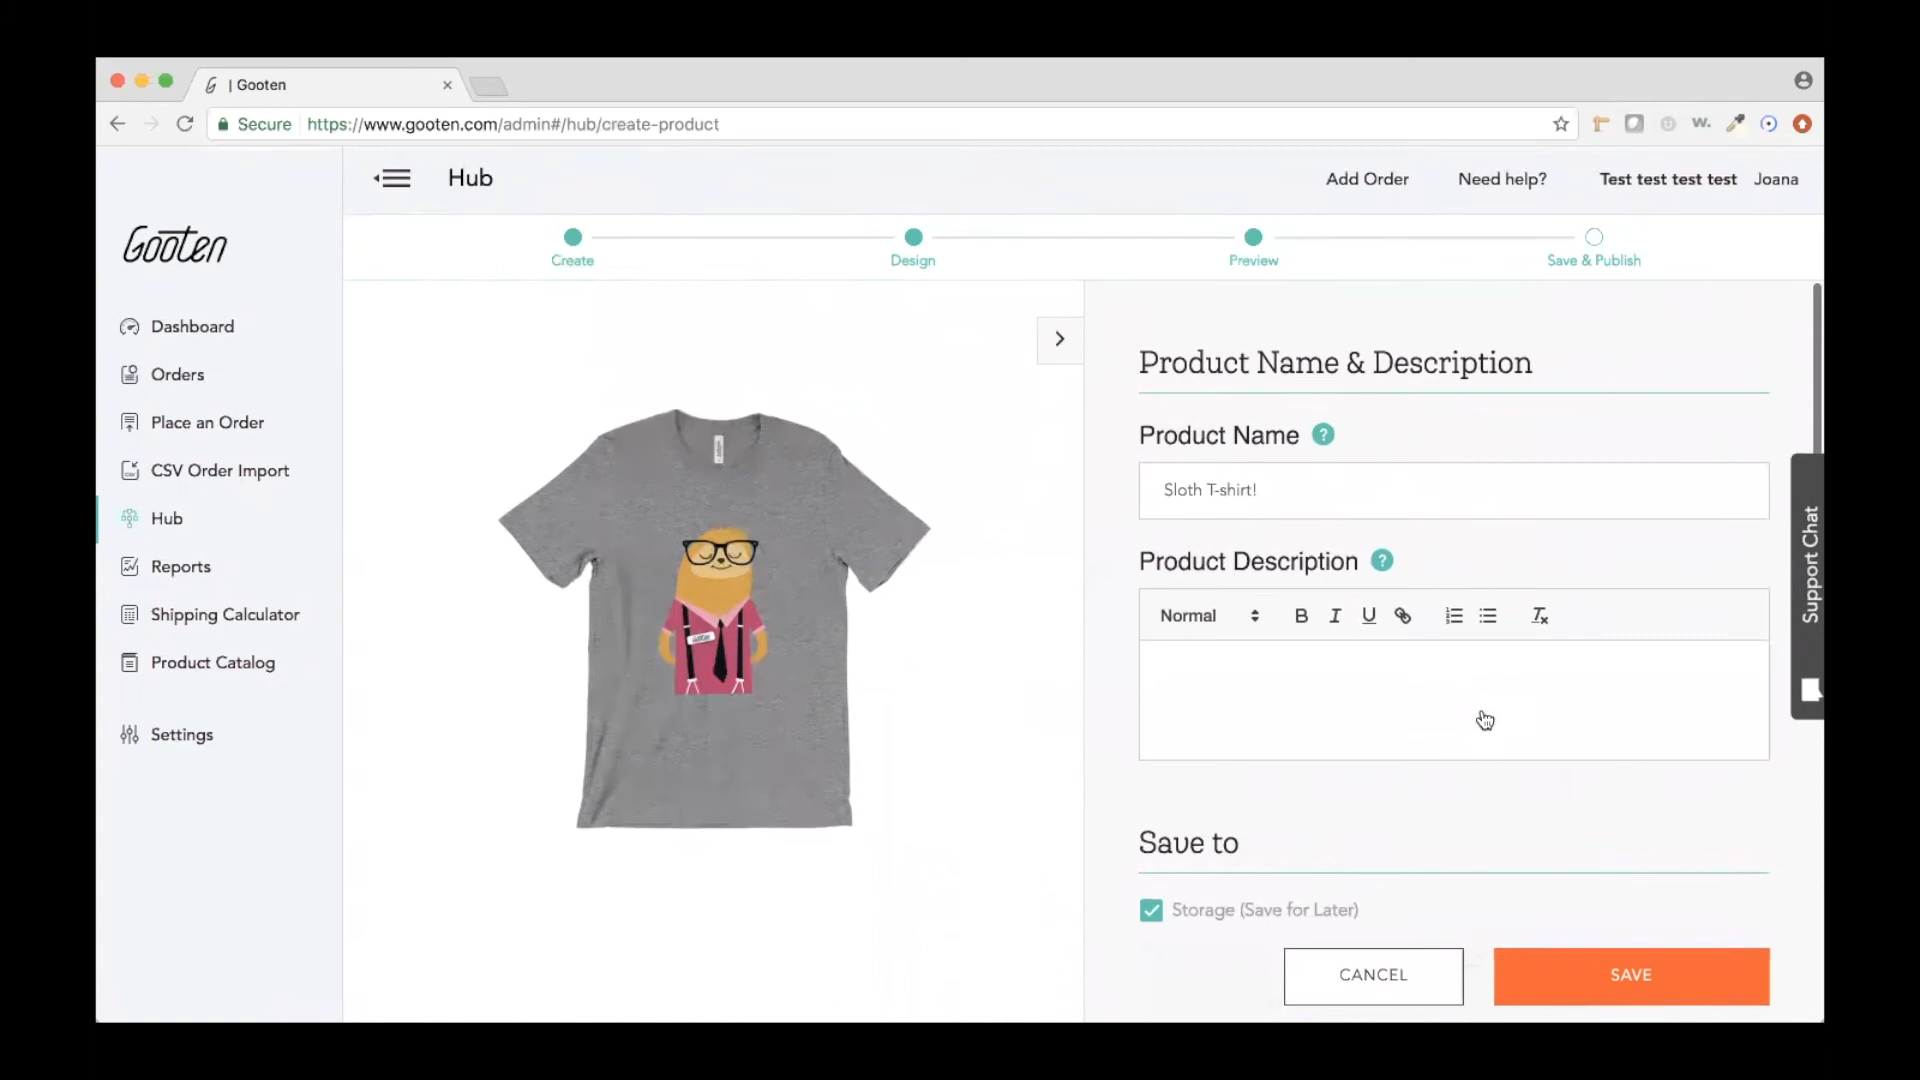 | Gooten
Secure
https://www.gooten.com/admin#/hub/create-product
w.
Hub
Add Order
Need help?
Test test test test
Joana
Create
Design
Preview
Save & Publish
Gooten
Dashboard
Orders
Place an Order
CSV Order Import
Hub
Reports
Shipping Calculator
Product Catalog
Settings
Product Name & Description
Product Name ?
Sloth T-shirt!
Product Description ?
Normal
B I U
Save to
Storage (Save for Later)
CANCEL
SAVE
Support Chat